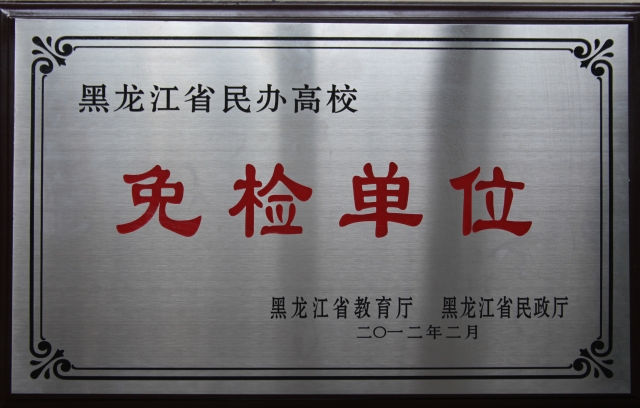 黑龙江省民办高校
免检单位
黑龙江省教育厅 黑龙江省民政厅
二〇一二年二月